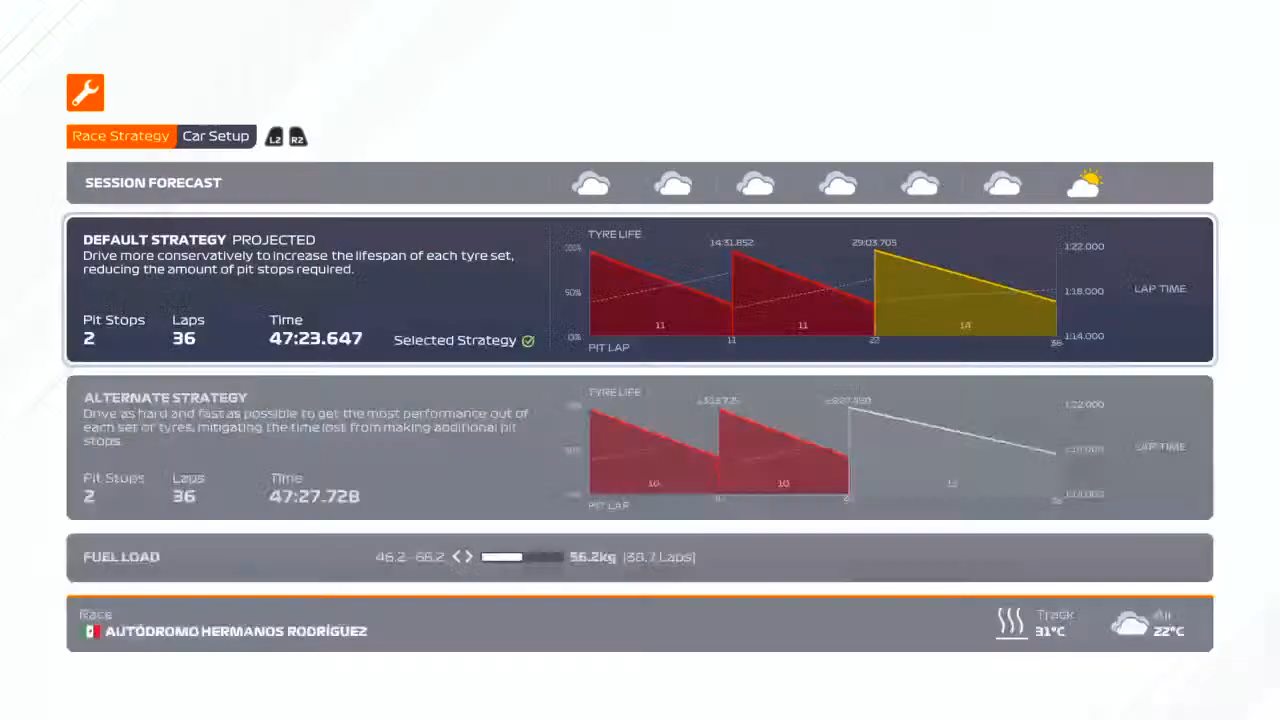 Race Strategy Car Setup L2 R2
SESSION FORECAST
DEFAULT STRATEGY PROJECTED
Drive more conservatively to increase the lifespan of each tyre set,
reducing the amount of pit stops required.
Pit Stops Laps Time
2 36 47:23.647 Selected Strategy
TYRE LIFE 14:31.852 29:03.705
100% 1:22.000
50% 1:18.000 LAP TIME
11 11 14
0% 1:14.000
PIT LAP 11 22 36
ALTERNATE STRATEGY
Drive as hard and fast as possible to get the most performance out of
each set of tyres, mitigating the time lost from making additional pit
stops.
Pit Stops Laps Time
2 36 47:27.728
TYRE LIFE
LAP TIME
10 10
PIT LAP
FUEL LOAD 46.2-66.2 56.2kg (38.7 Laps)
Race
AUTÓDROMO HERMANOS RODRÍGUEZ
Track
31°C
Air
22°C